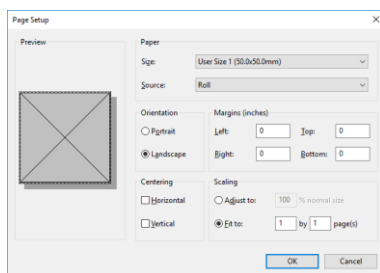 Page Setup
Preview
Paper
Size: User Size 1 (50.0x50.0mm)
Source: Roll
Orientation
Portrait
Landscape
Margins (inches)
Left: 0 Top: 0
Right: 0 Bottom: 0
Centering
Horizontal
Vertical
Scaling
Adjust to: 100 % normal size
Fit to: 1 by 1 page(s)
OK Cancel